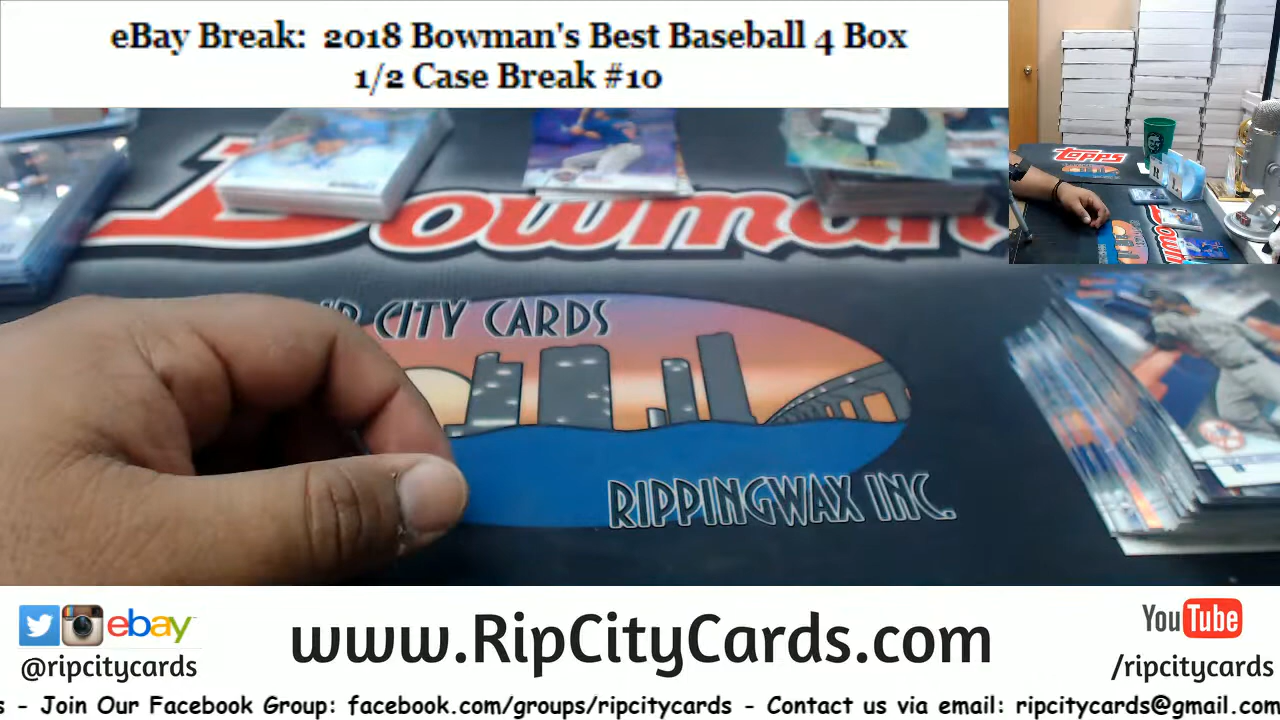 eBay Break: 2018 Bowman's Best Baseball 4 Box
1/2 Case Break #10
Topps
Bowman
RIP CITY CARDS
RIPPINGWAX INC.
ebay
@ripcitycards
www.RipCityCards.com
YouTube
/ripcitycards
s - Join Our Facebook Group: facebook.com/groups/ripcitycards - Contact us via email: ripcitycards@gmail.com